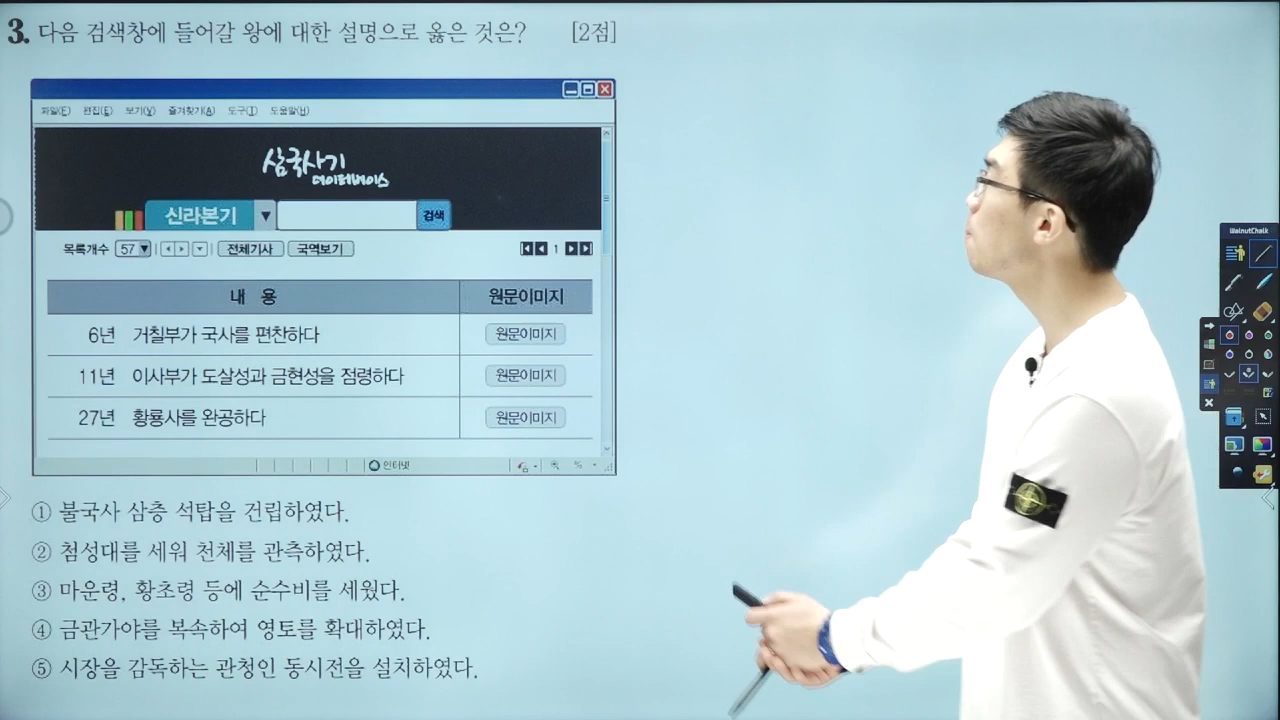 3. 다음 검색창에 들어갈 왕에 대한 설명으로 옳은 것은? [2점]
파일(F) 편집(E) 보기(V) 즐겨찾기(A) 도구(T) 도움말(H)
삼국사기
데이터베이스
신라본기 ▼ 검색
목록개수 57 ▼ 전체기사 국역보기 1
내 용 원문이미지
6년 거칠부가 국사를 편찬하다 원문이미지
11년 이사부가 도살성과 금현성을 점령하다 원문이미지
27년 황룡사를 완공하다 원문이미지
인터넷 %
① 불국사 삼층 석탑을 건립하였다.
② 첨성대를 세워 천체를 관측하였다.
③ 마운령, 황초령 등에 순수비를 세웠다.
④ 금관가야를 복속하여 영토를 확대하였다.
⑤ 시장을 감독하는 관청인 동시전을 설치하였다.
WalnutChalk